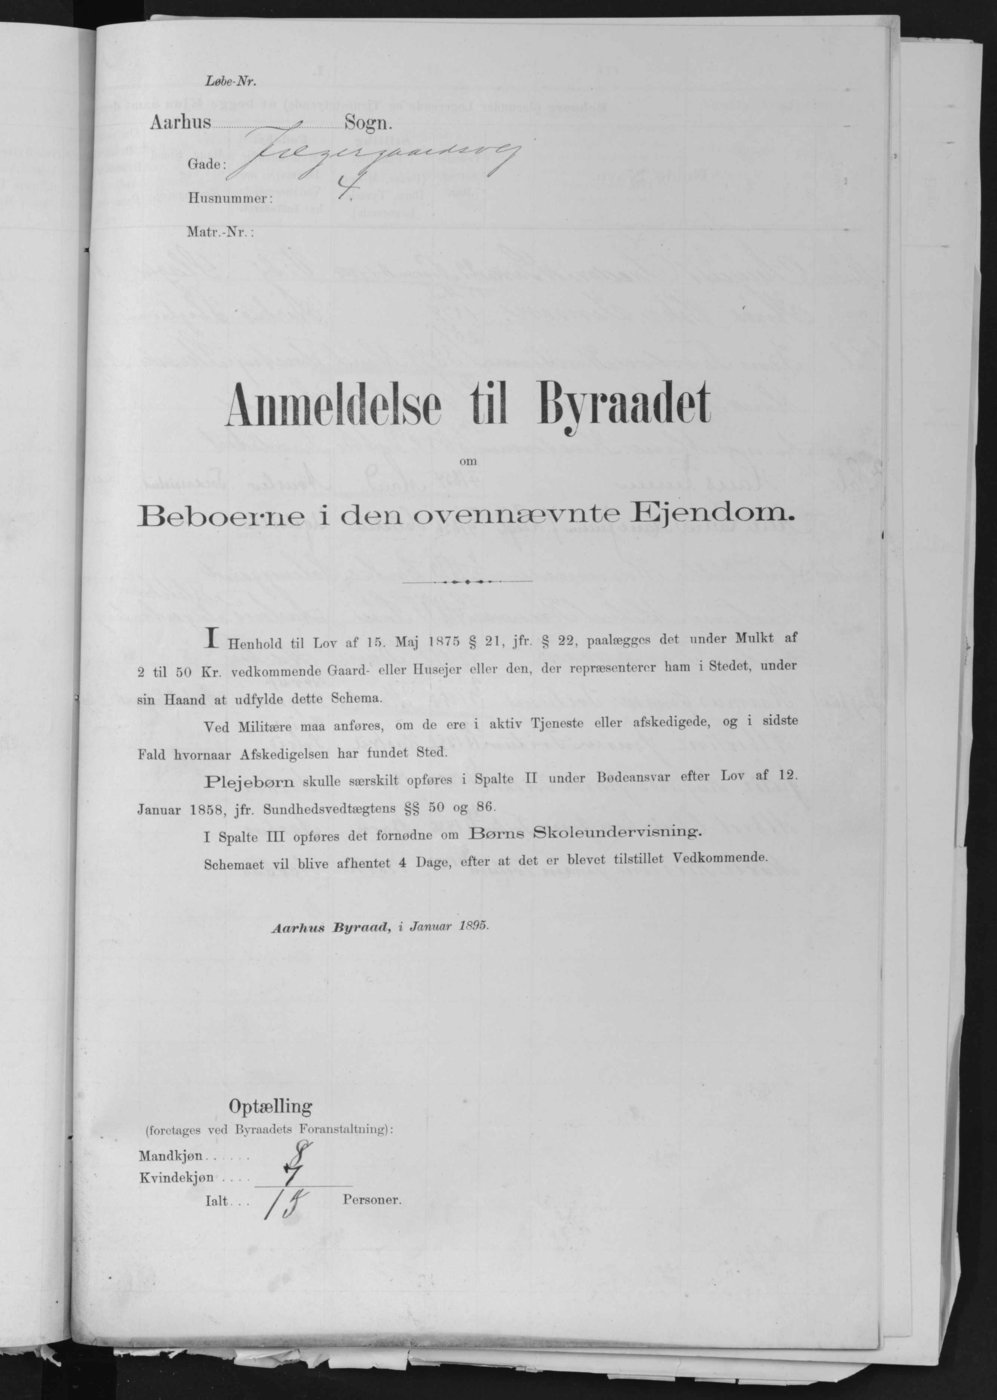 Løbe-Nr.
Aarhus Sogn.
Gade: Jægergaardsvej
Husnummer: 4.
Matr.-Nr.:
Anmeldelse til Byraadet
om
Beboerne i den ovennævnte Ejendom.
I Henhold til Lov af 15. Maj 1875 § 21, jfr. § 22, paalægges det under Mulkt af
2 til 50 Kr. vedkommende Gaard- eller Husejer eller den, der repræsenterer ham i Stedet, under
sin Haand at udfylde dette Schema.
Ved Militære maa anføres, om de ere i aktiv Tjeneste eller afskedigede, og i sidste
Fald hvornaar Afskedigelsen har fundet Sted.
Plejebørn skulle særskilt opføres i Spalte II under Bødeansvar efter Lov af 12.
Januar 1858, jfr. Sundhedsvedtægtens §§ 50 og 86.
I Spalte III opføres det fornødne om Børns Skoleundervisning.
Schemaet vil blive afhentet 4 Dage, efter at det er blevet tilstillet Vedkommende.
Aarhus Byraad, i Januar 1895.
Optælling
(foretages ved Byraadets Foranstaltning):
Mandkjøn...... 8
Kvindekjøn.... 7
Ialt... 15 Personer.